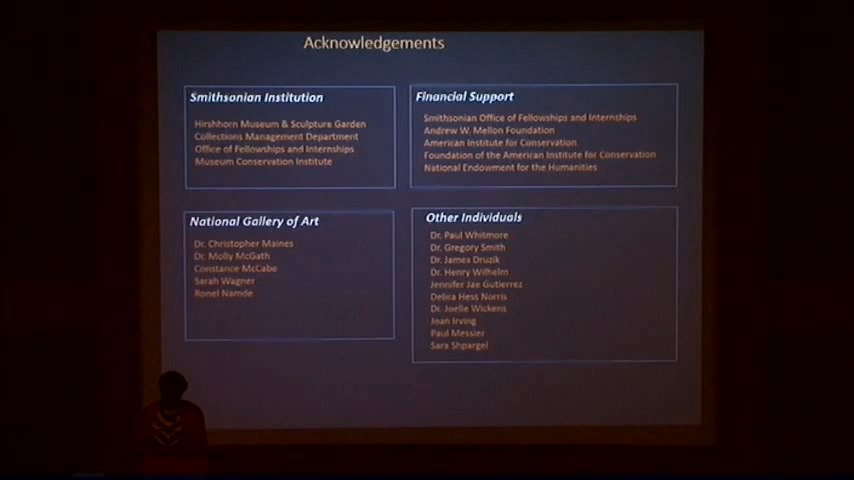 Acknowledgements
Smithsonian Institution
Hirshhorn Museum & Sculpture Garden
Collections Management Department
Office of Fellowships and Internships
Museum Conservation Institute
Financial Support
Smithsonian Office of Fellowships and Internships
Andrew W. Mellon Foundation
American Institute for Conservation
Foundation of the American Institute for Conservation
National Endowment for the Humanities
National Gallery of Art
Dr. Christopher Maines
Dr. Molly McGath
Constance McCabe
Sarah Wagner
Ronel Namde
Other Individuals
Dr. Paul Whitmore
Dr. Gregory Smith
Dr. James Druzik
Dr. Henry Wilhelm
Jennifer Jae Gutierrez
Debra Hess Norris
Dr. Joelle Wickens
Joan Irving
Paul Messier
Sara Shpargel